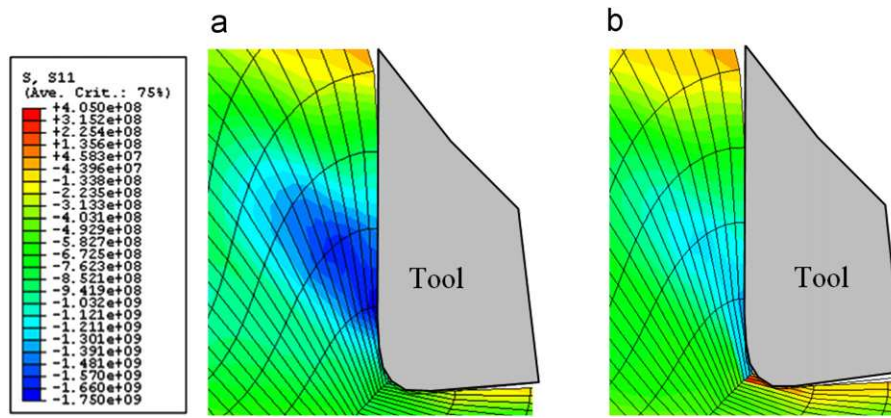 a
b
S, S11
(Ave. Crit.: 75%)
+4.050e+08
+3.152e+08
+2.254e+08
+1.356e+08
+4.583e+07
-4.396e+07
-1.338e+08
-2.235e+08
-3.133e+08
-4.031e+08
-4.929e+08
-5.827e+08
-6.725e+08
-7.623e+08
-8.521e+08
-9.419e+08
-1.032e+09
-1.121e+09
-1.211e+09
-1.301e+09
-1.391e+09
-1.481e+09
-1.570e+09
-1.660e+09
-1.750e+09
Tool
Tool